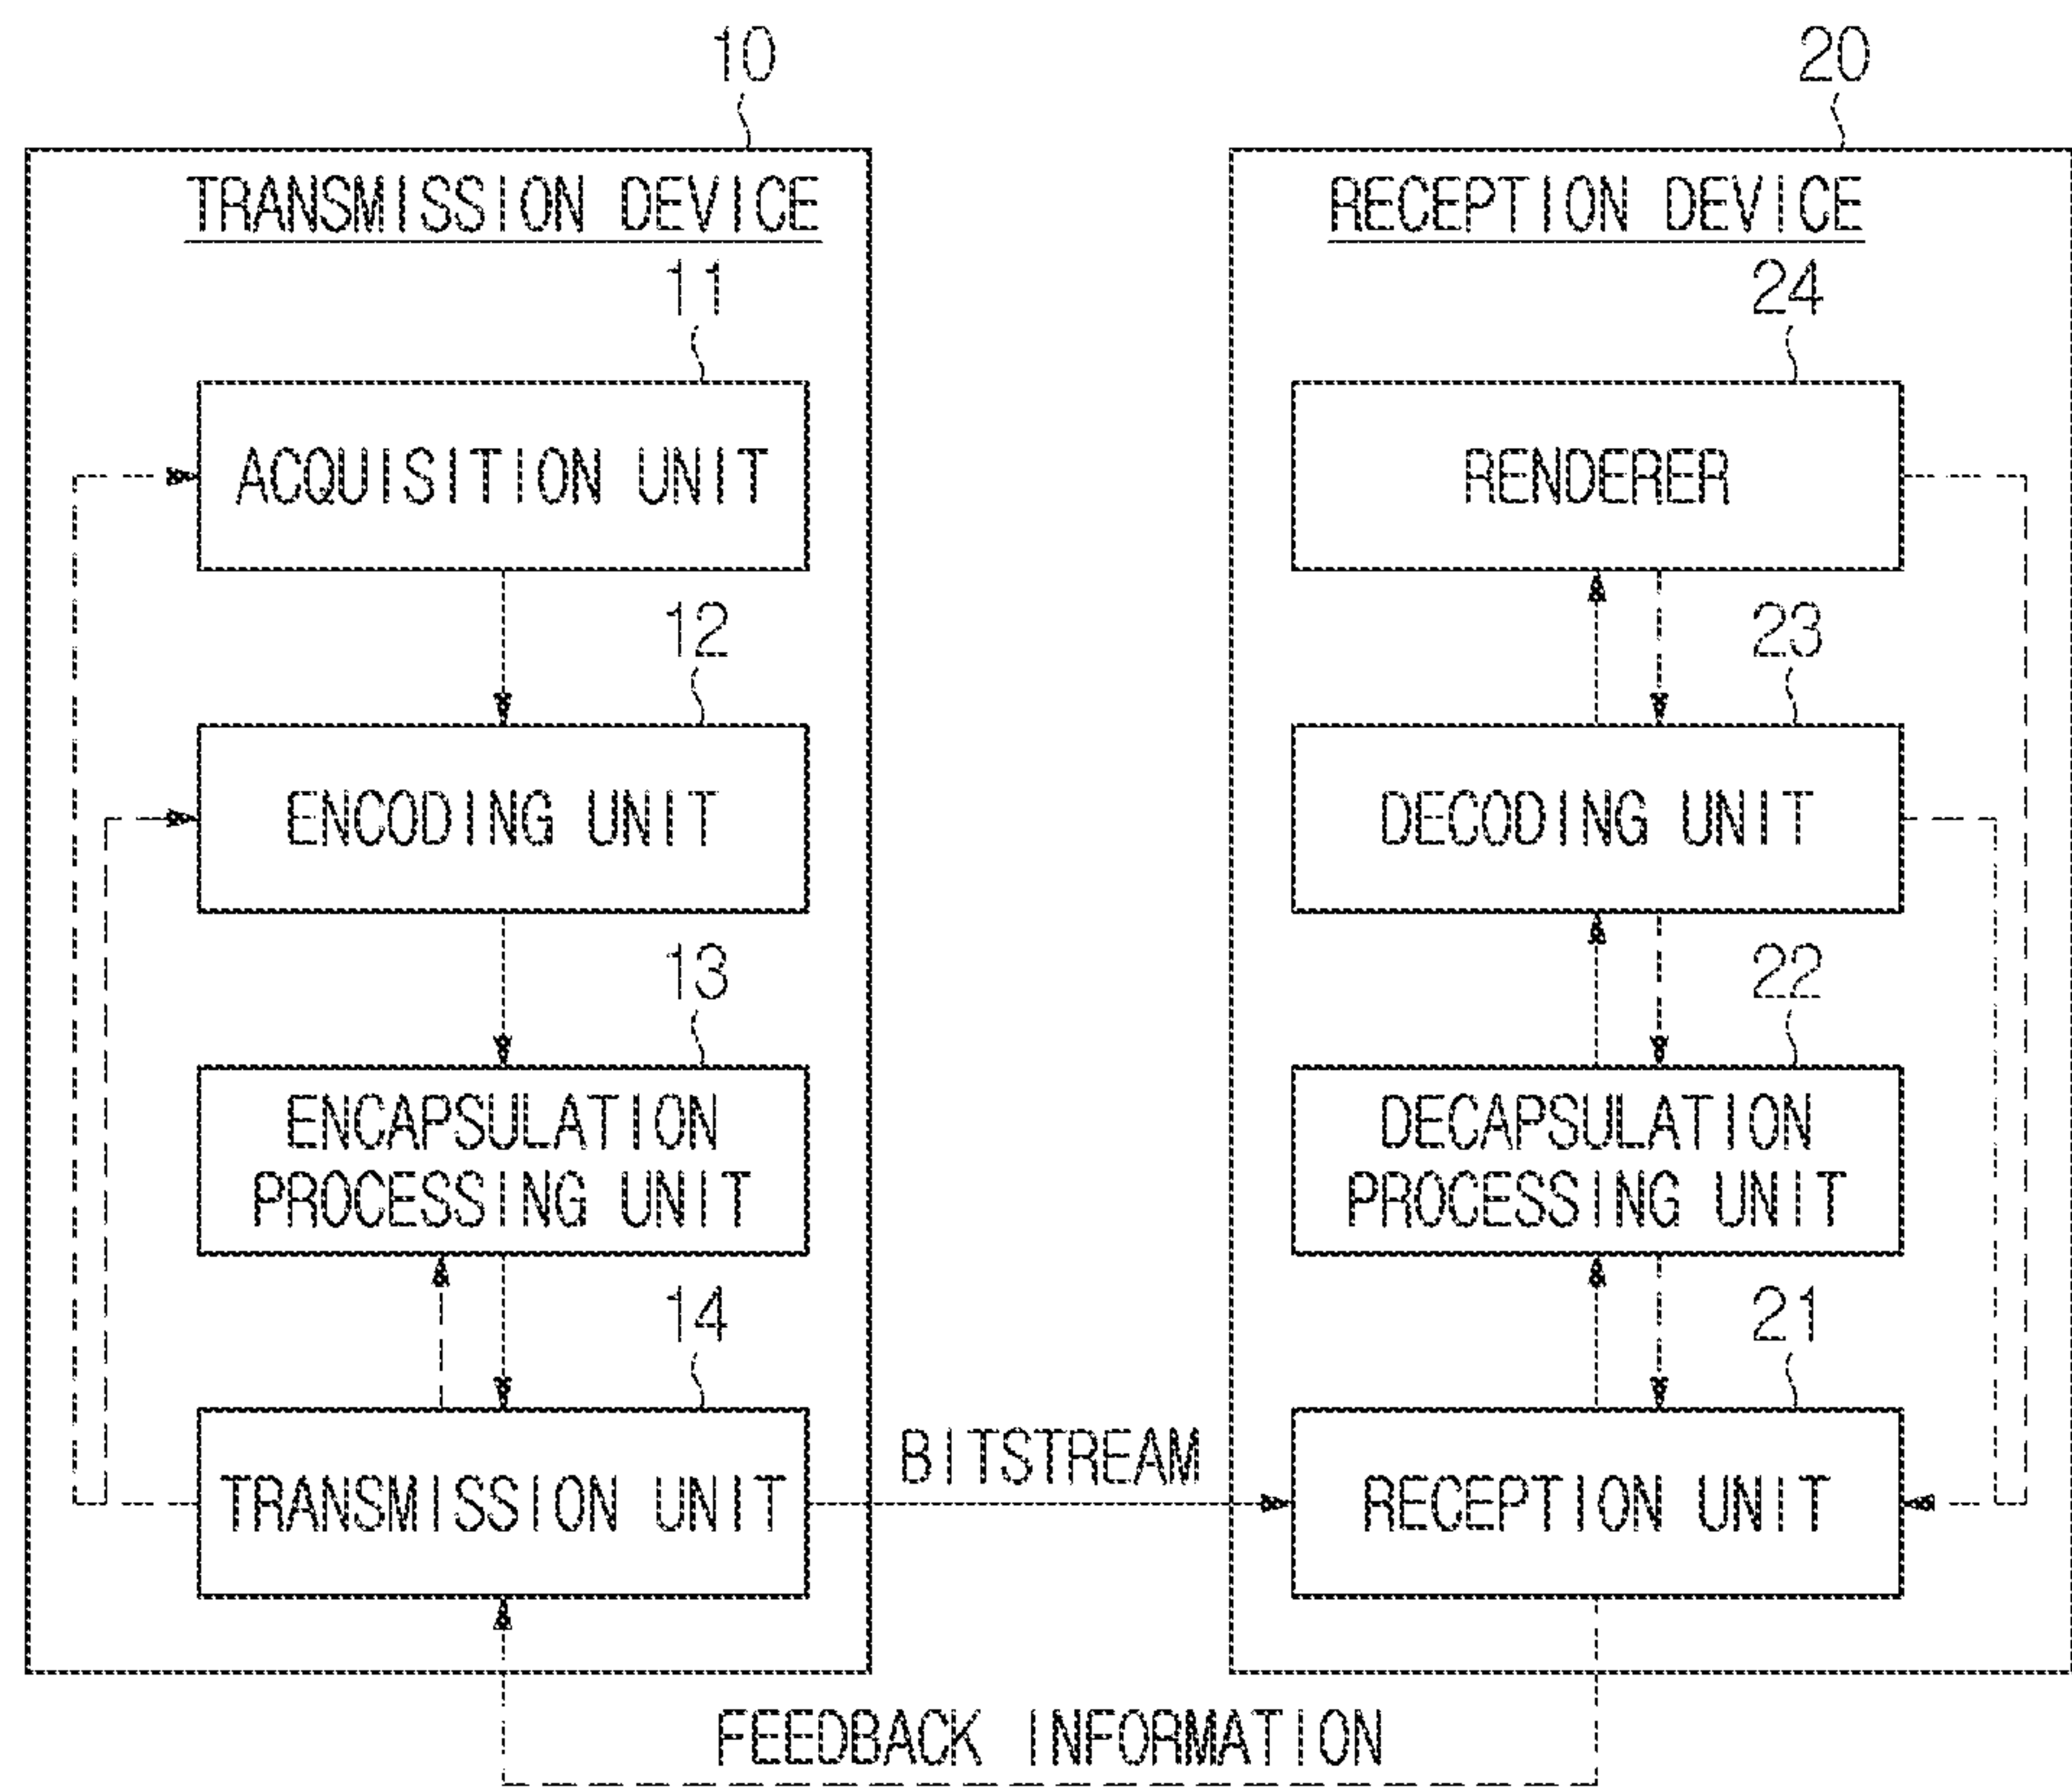 10
TRANSMISSION DEVICE
11
ACQUISITION UNIT
12
ENCODING UNIT
13
ENCAPSULATION
PROCESSING UNIT
14
TRANSMISSION UNIT
BITSTREAM
20
RECEPTION DEVICE
24
RENDERER
23
DECODING UNIT
22
DECAPSULATION
PROCESSING UNIT
21
RECEPTION UNIT
FEEDBACK INFORMATION